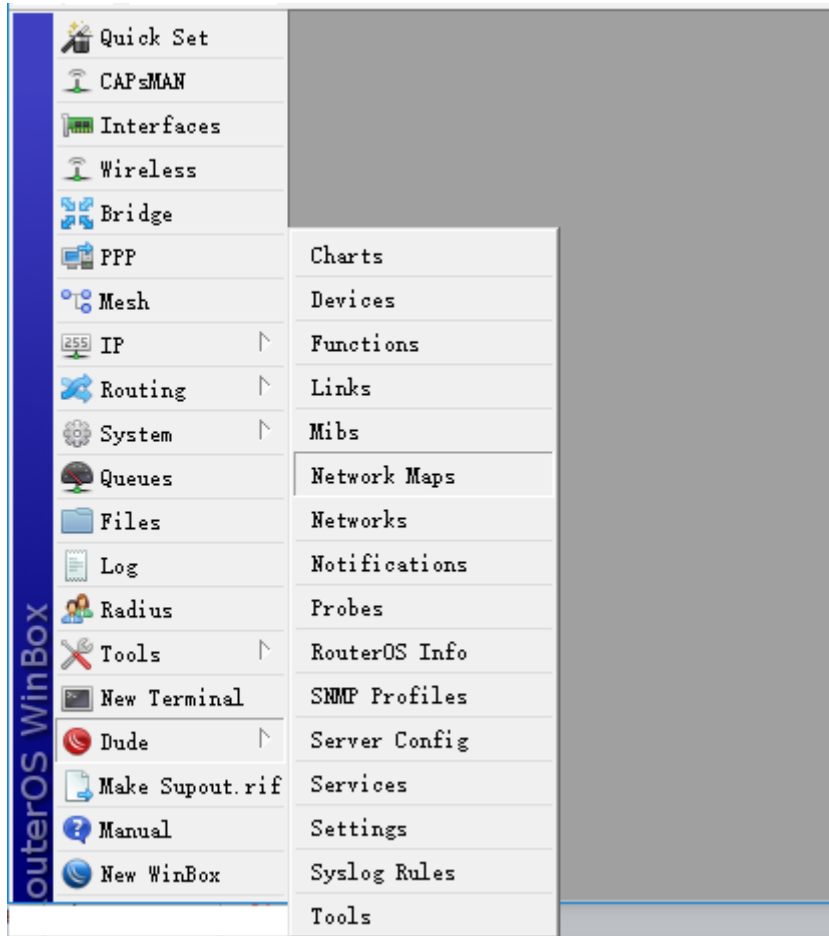 Quick Set
CAPsMAN
Interfaces
Wireless
Bridge
PPP
Mesh
255 IP
Routing
System
Queues
Files
Log
Radius
Tools
New Terminal
Dude
Make Supout.rif
Manual
New WinBox
Charts
Devices
Functions
Links
Mibs
Network Maps
Networks
Notifications
Probes
RouterOS Info
SNMP Profiles
Server Config
Services
Settings
Syslog Rules
Tools
outerOS WinBox